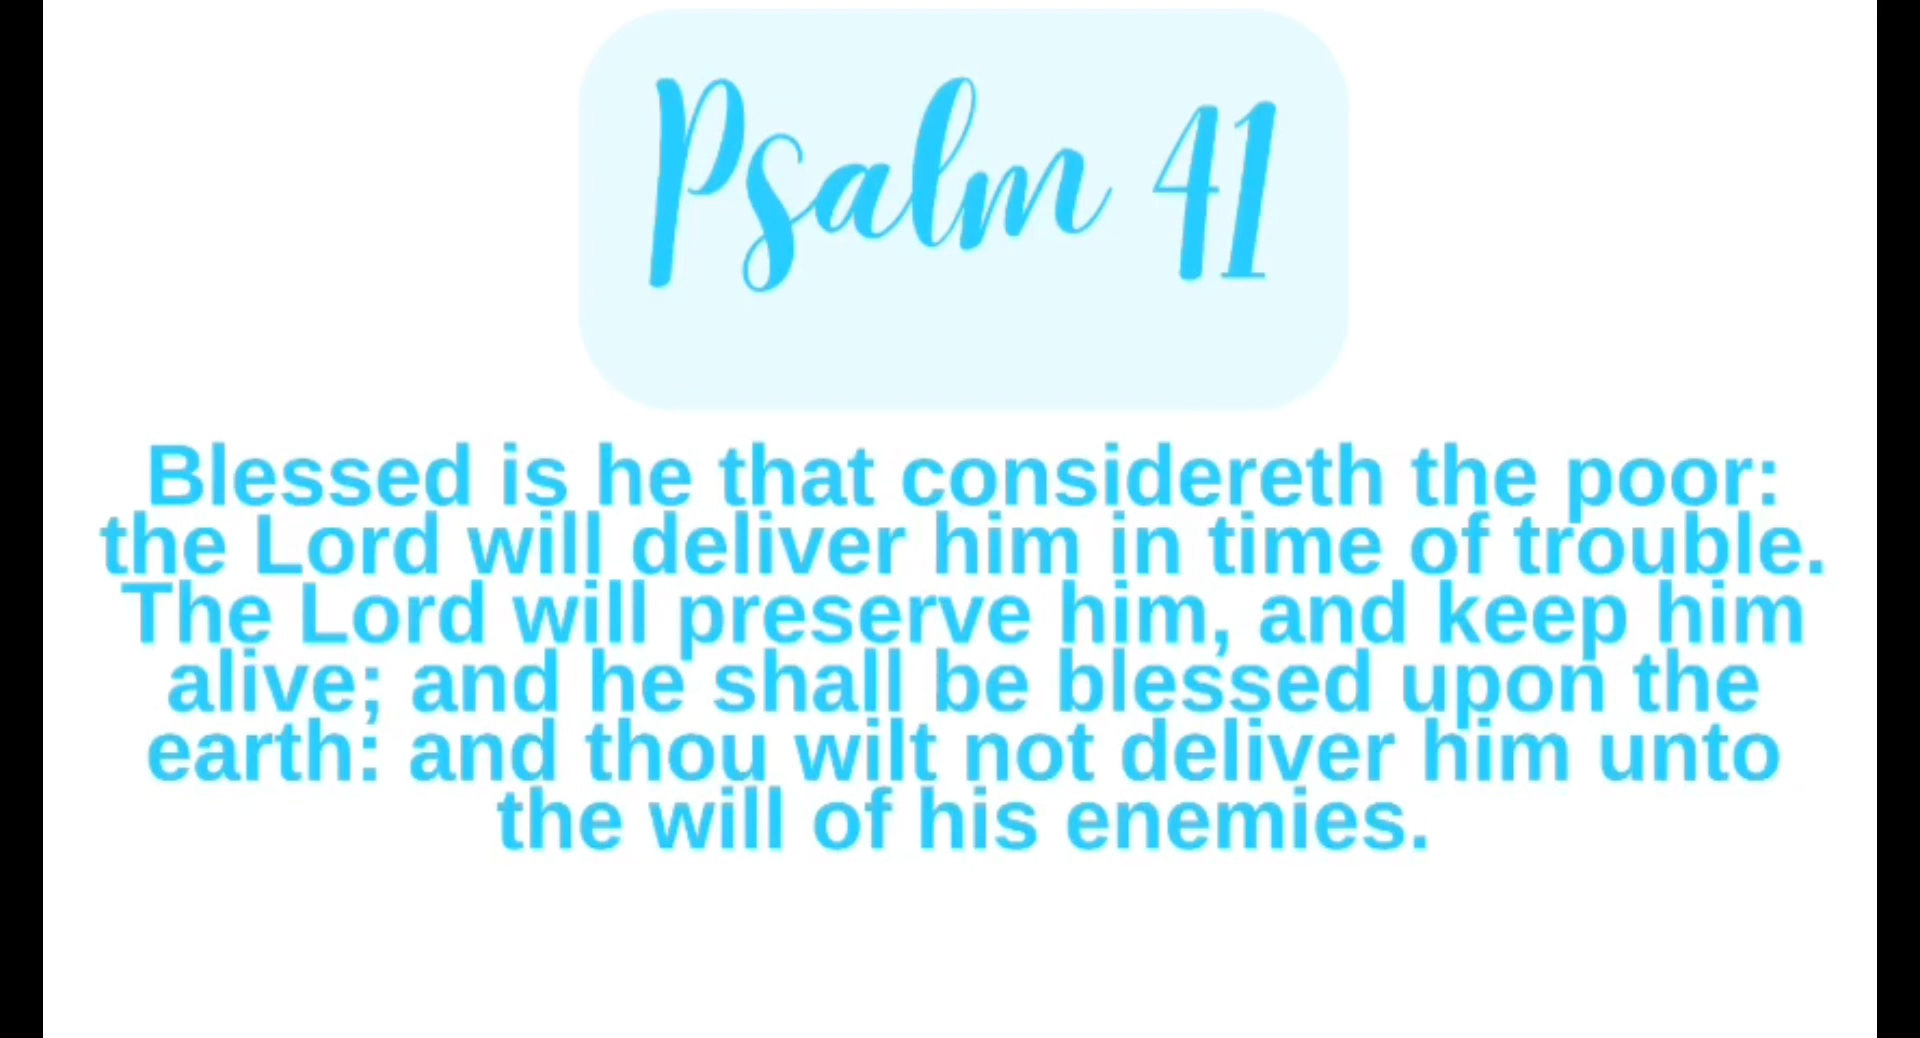 Psalm 41
Blessed is he that considereth the poor:
the Lord will deliver him in time of trouble.
The Lord will preserve him, and keep him
alive; and he shall be blessed upon the
earth: and thou wilt not deliver him unto
the will of his enemies.